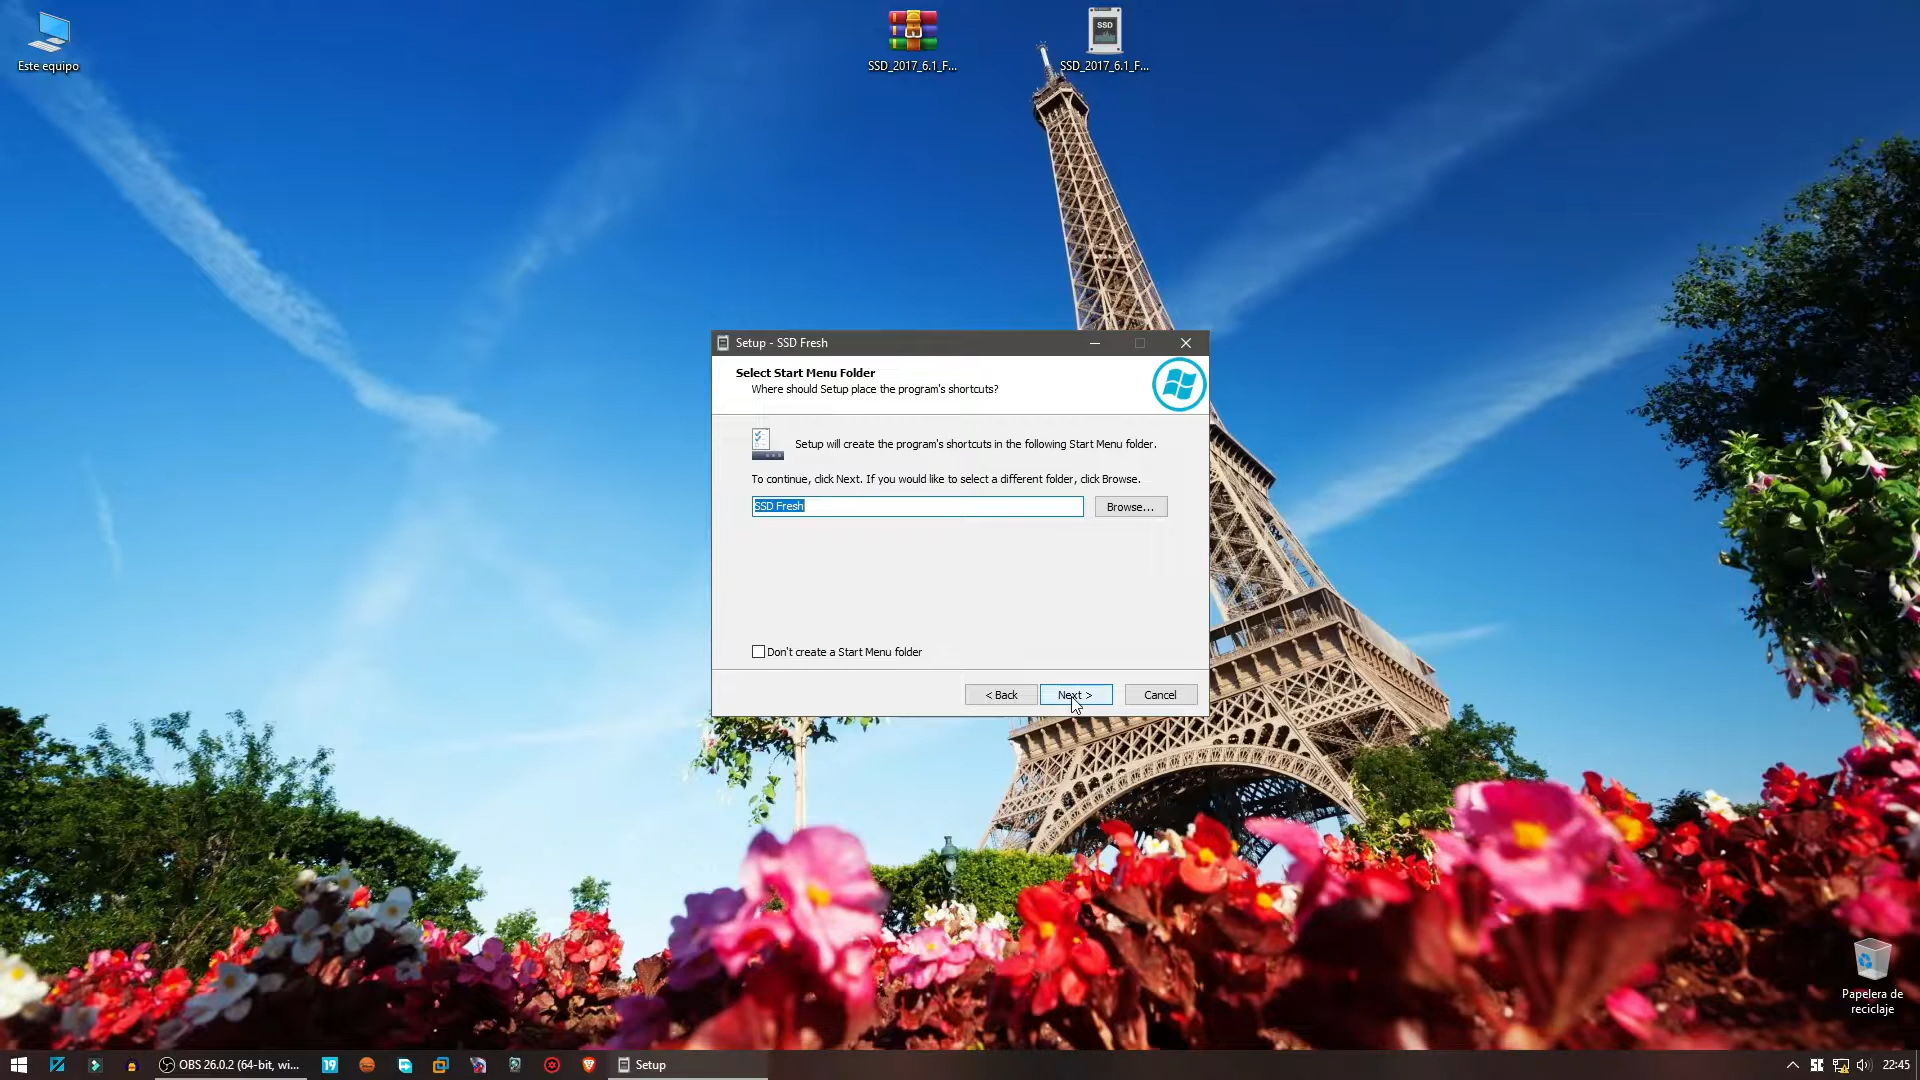 Este equipo
SSD_2017_6.1_F...
SSD
SSD_2017_6.1_F...
Setup - SSD Fresh
Select Start Menu Folder
Where should Setup place the program's shortcuts?
Setup will create the program's shortcuts in the following Start Menu folder.
To continue, click Next. If you would like to select a different folder, click Browse.
SSD Fresh
Browse...
Don't create a Start Menu folder
< Back
Next >
Cancel
Papelera de
reciclaje
OBS 26.0.2 (64-bit, wi...
19
Setup
22:45